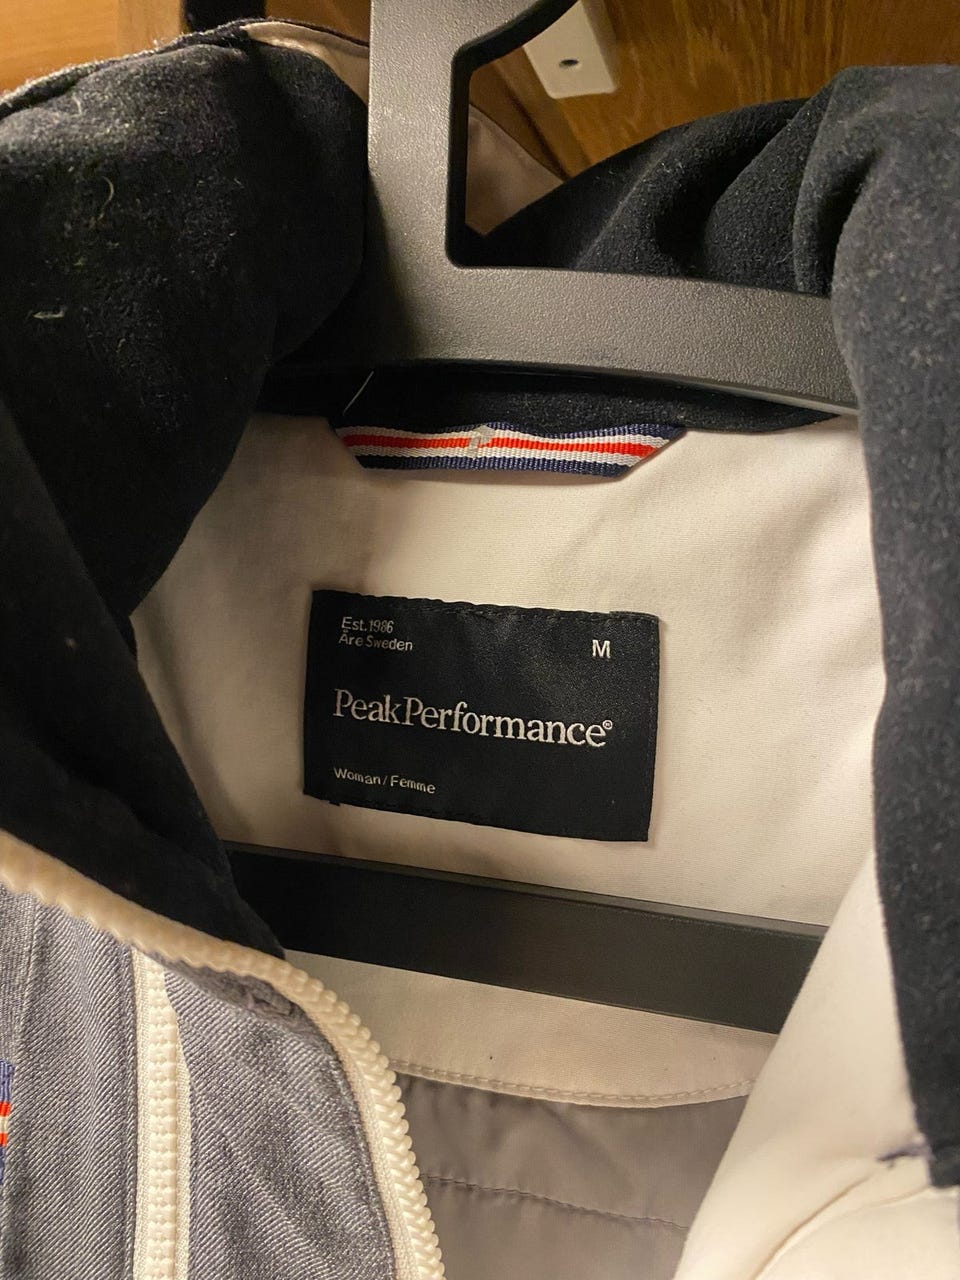 Est.1986
Åre Sweden
M
PeakPerformance®
Woman/Femme